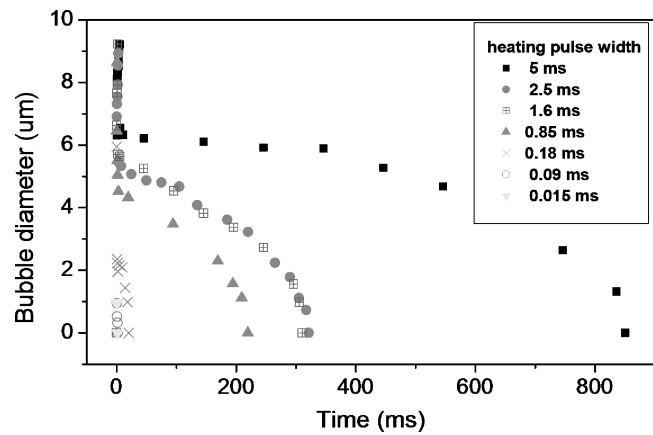 Bubble diameter (um)
10
8
6
4
2
0
heating pulse width
5 ms
2.5 ms
1.6 ms
0.85 ms
0.18 ms
0.09 ms
0.015 ms
0
200
400
600
800
Time (ms)